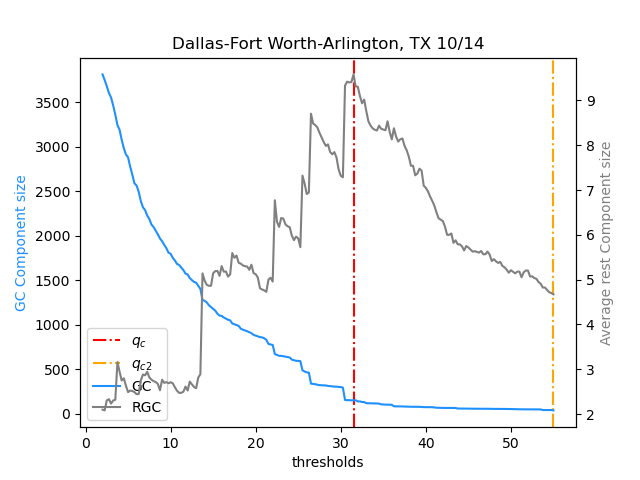 Dallas-Fort Worth-Arlington, TX 10/14
GC Component size
3500
3000
2500
2000
1500
1000
500
0
9
8
7
6
5
4
3
2
Average rest Component size
q_c
q_c2
GC
RGC
0 10 20 30 40 50
thresholds